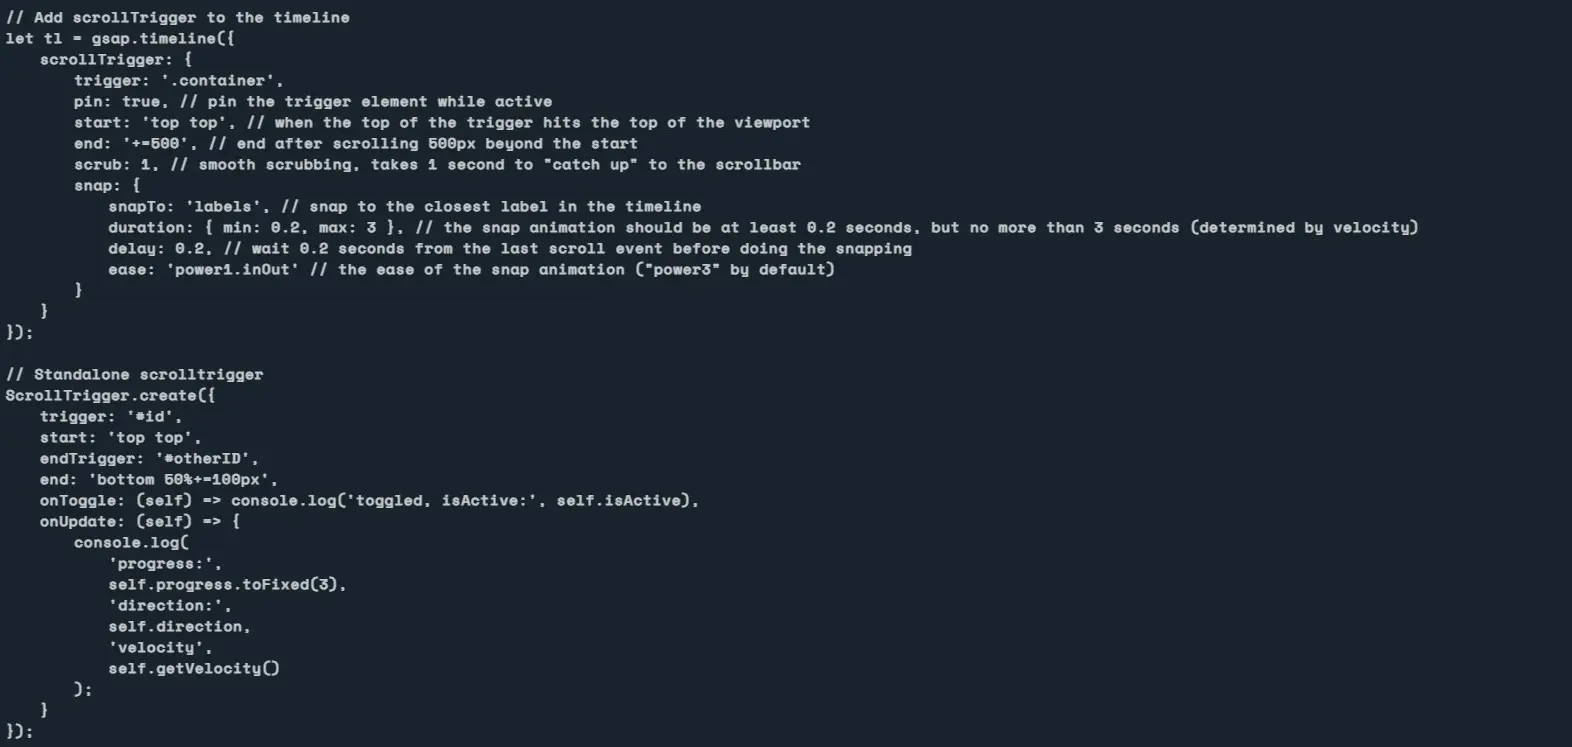 // Add scrollTrigger to the timeline
let tl = gsap.timeline({
    scrollTrigger: {
        trigger: '.container',
        pin: true, // pin the trigger element while active
        start: 'top top', // when the top of the trigger hits the top of the viewport
        end: '+=500', // end after scrolling 500px beyond the start
        scrub: 1, // smooth scrubbing, takes 1 second to "catch up" to the scrollbar
        snap: {
            snapTo: 'labels', // snap to the closest label in the timeline
            duration: { min: 0.2, max: 3 }, // the snap animation should be at least 0.2 seconds, but no more than 3 seconds (determined by velocity)
            delay: 0.2, // wait 0.2 seconds from the last scroll event before doing the snapping
            ease: 'power1.inOut' // the ease of the snap animation ("power3" by default)
        }
    }
});

// Standalone scrolltrigger
ScrollTrigger.create({
    trigger: '#id',
    start: 'top top',
    endTrigger: '#otherID',
    end: 'bottom 50%+=100px',
    onToggle: (self) => console.log('toggled, isActive:', self.isActive),
    onUpdate: (self) => {
        console.log(
            'progress:',
            self.progress.toFixed(3),
            'direction:',
            self.direction,
            'velocity',
            self.getVelocity()
        );
    }
});